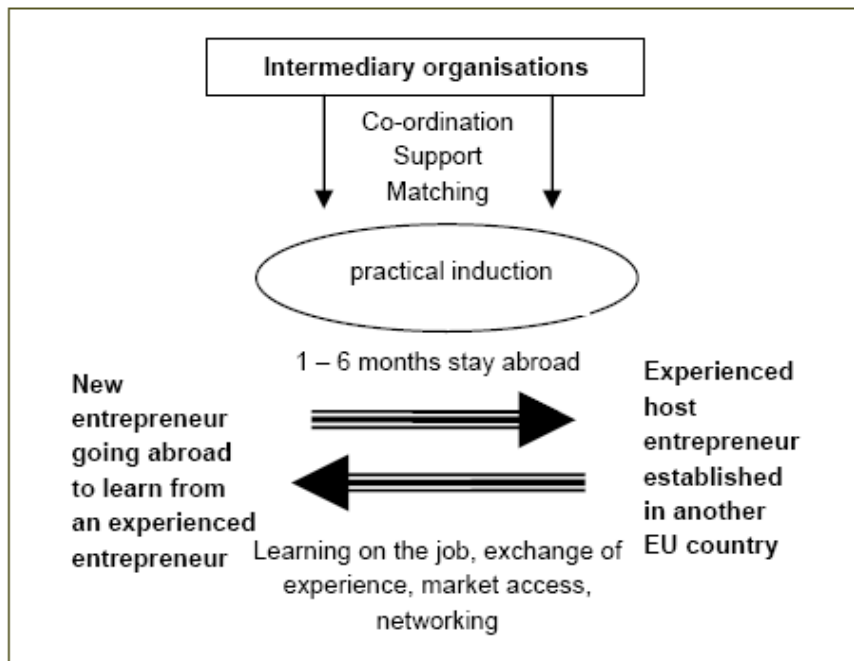 Intermediary organisations
Co-ordination
Support
Matching
practical induction
1 – 6 months stay abroad
New
entrepreneur
going abroad
to learn from
an experienced
entrepreneur
Experienced
host
entrepreneur
established
in another
EU country
Learning on the job, exchange of
experience, market access,
networking